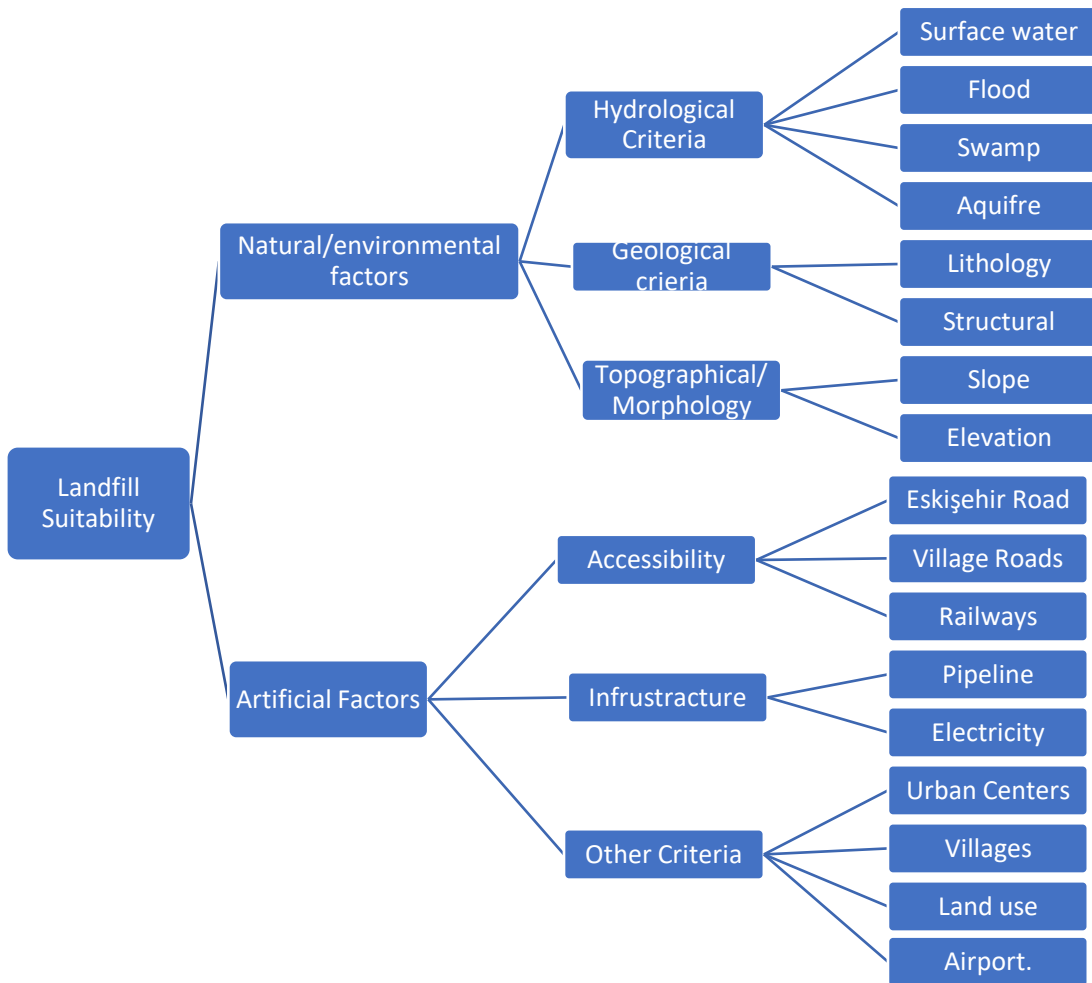 Landfill
Suitability
Natural/environmental
factors
Hydrological
Criteria
Surface water
Flood
Swamp
Aquifre
Geological
crieria
Lithology
Structural
Topographical/
Morphology
Slope
Elevation
Artificial Factors
Accessibility
Eskişehir Road
Village Roads
Railways
Infrustracture
Pipeline
Electricity
Other Criteria
Urban Centers
Villages
Land use
Airport.